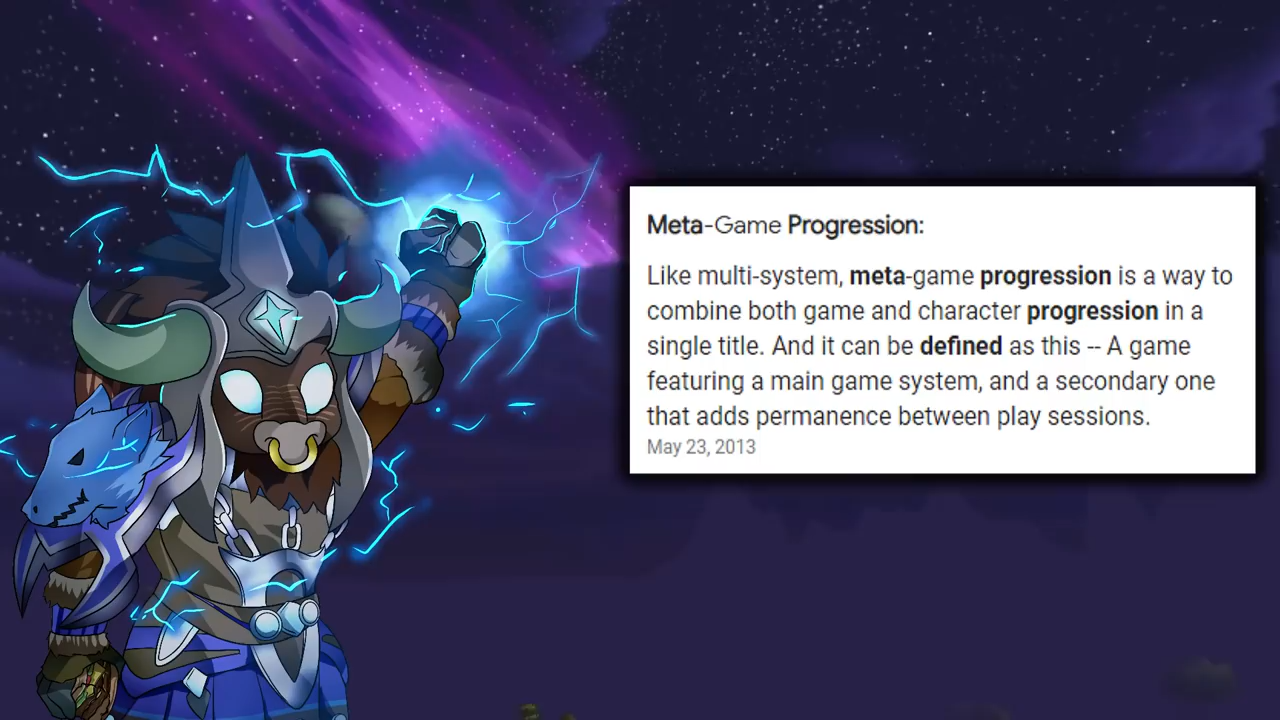 Meta-Game Progression:
Like multi-system, meta-game progression is a way to
combine both game and character progression in a
single title. And it can be defined as this -- A game
featuring a main game system, and a secondary one
that adds permanence between play sessions.
May 23, 2013